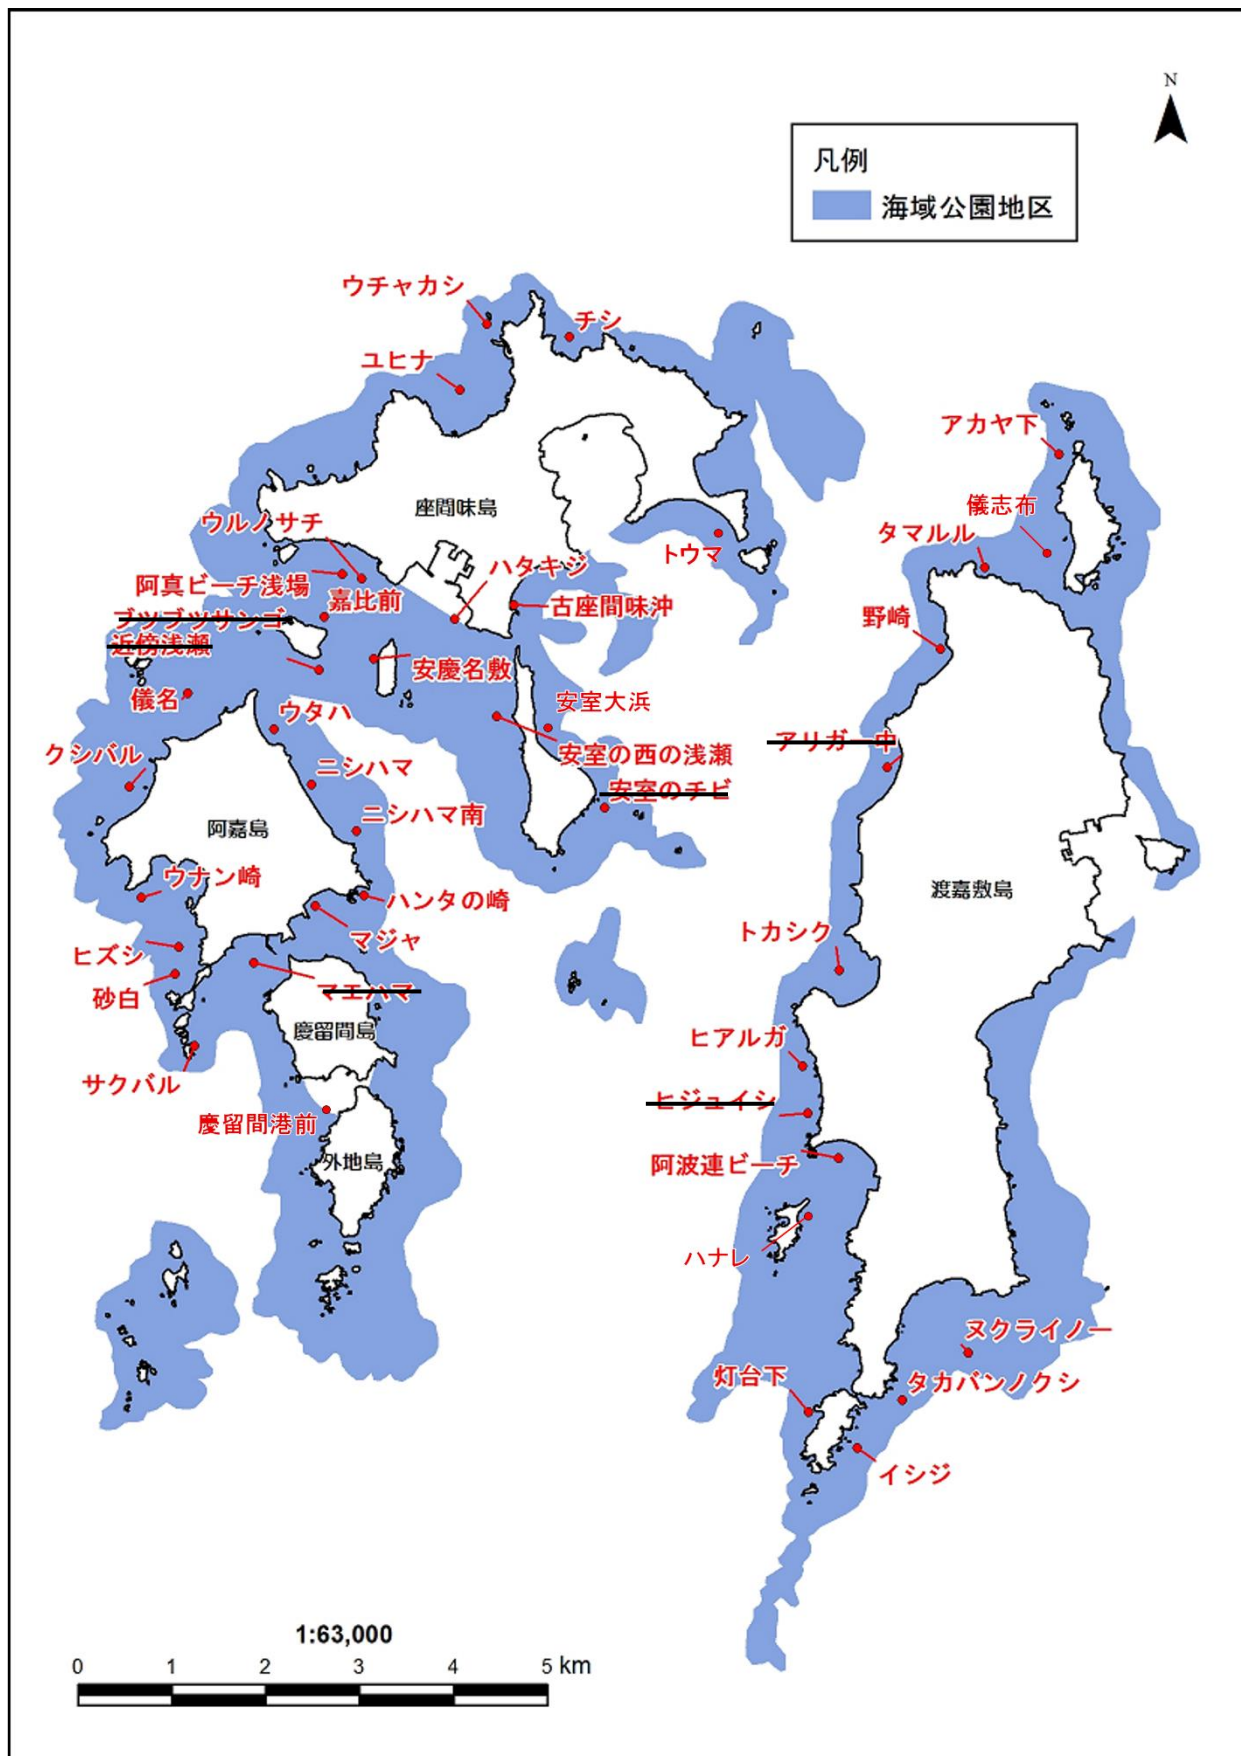 N
凡例
海域公園地区
ウチャカシ
チシ
ユヒナ
アカヤ下
座間味島
儀志布
ウルノサチ
トウマ
タマルル
ハタキジ
阿真ビーチ浅場
嘉比前
古座間味沖
ブツブツサンゴ
近傍浅瀬
野崎
安慶名敷
儀名
ウタハ
安室大浜
クシバル
安室の西の浅瀬
アリガー中
ニシハマ
安室のチビ
ニシハマ南
阿嘉島
ウナン崎
渡嘉敷島
ハンタの崎
マジャ
トカシク
ヒズシ
砂白
マエハマ
慶留間島
ヒアルガ
サクバル
ヒジュイシ
慶留間港前
外地島
阿波連ビーチ
ハナレ
ヌクライノー
灯台下
タカバンノクシ
イシジ
1:63,000
0 1 2 3 4 5 km